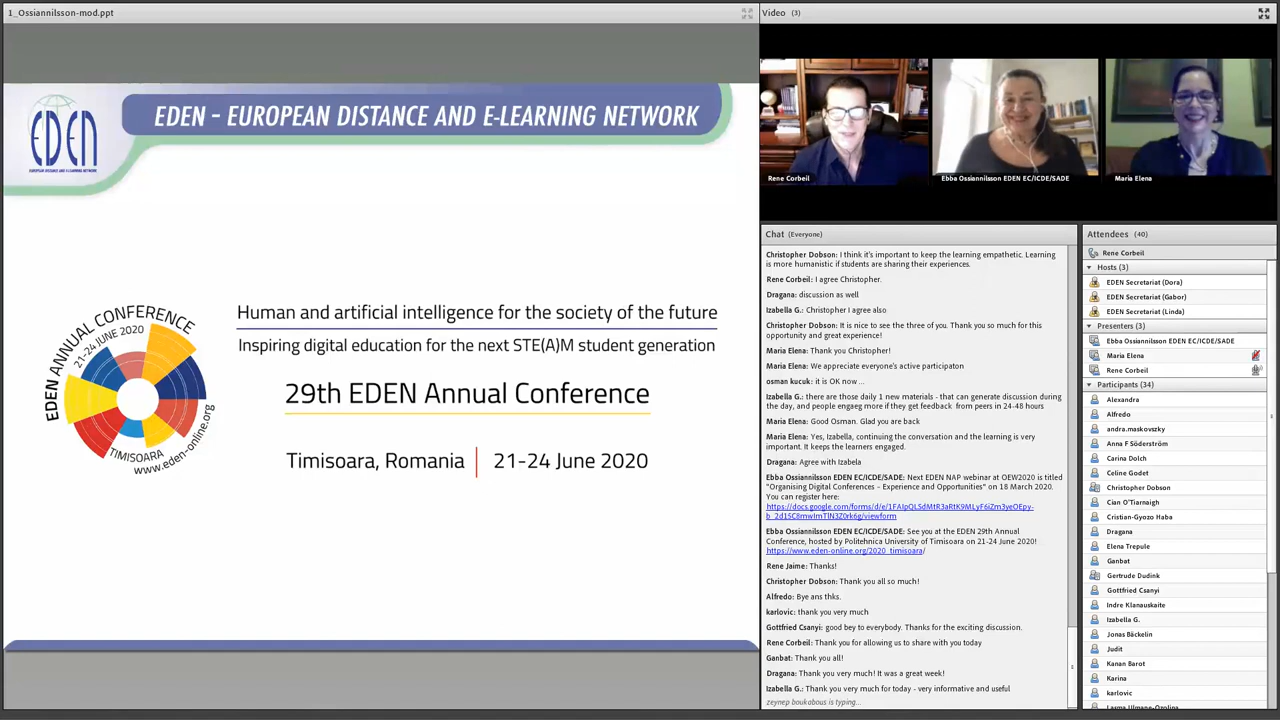 1_Ossiannilsson-mod.ppt
EDEN
EUROPEAN DISTANCE AND E-LEARNING NETWORK
EDEN - EUROPEAN DISTANCE AND E-LEARNING NETWORK
EDEN ANNUAL CONFERENCE
21-24 JUNE 2020
TIMISOARA
www.eden-online.org
Human and artificial intelligence for the society of the future
Inspiring digital education for the next STE(A)M student generation
29th EDEN Annual Conference
Timisoara, Romania | 21-24 June 2020
Video (3)
Rene Corbeil
Ebba Ossiannilsson EDEN EC/ICDE/SADE
Maria Elena
Chat (Everyone)
Christopher Dobson: I think it's important to keep the learning empathetic. Learning
is more humanistic if students are sharing their experiences.
Rene Corbeil: I agree Christopher.
Dragana: discussion as well
Izabella G.: Christopher I agree also
Christopher Dobson: It is nice to see the three of you. Thank you so much for this
opportunity and great experience!
Maria Elena: Thank you Christopher!
Maria Elena: We appreciate everyone's active participaton
osman kucuk: it is OK now ...
Izabella G.: there are those daily 1 new materials - that can generate discussion during
the day, and people engaeg more if they get feedback from peers in 24-48 hours
Maria Elena: Good Osman. Glad you are back
Maria Elena: Yes, Izabella, continuing the conversation and the learning is very
important. It keeps the learners engaged.
Dragana: Agree with Izabela
Ebba Ossiannilsson EDEN EC/ICDE/SADE: Next EDEN NAP webinar at OEW2020 is titled
"Organising Digital Conferences - Experience and Opportunities" on 18 March 2020.
You can register here:
https://docs.google.com/forms/d/e/1FAIpQLSdMtR3aRtK9MLyF6iZm3yeOEpy-
b_2d15C8mwImTlN3Z0rk6g/viewform
Ebba Ossiannilsson EDEN EC/ICDE/SADE: See you at the EDEN 29th Annual
Conference, hosted by Politehnica University of Timisoara on 21-24 June 2020!
https://www.eden-online.org/2020_timisoara/
Rene Jaime: Thanks!
Christopher Dobson: Thank you all so much!
Alfredo: Bye ans thks.
karlovic: thank you very much
Gottfried Csanyi: good bey to everybody. Thanks for the exciting discussion.
Rene Corbeil: Thank you for allowing us to share with you today
Ganbat: Thank you all!
Dragana: Thank you very much! It was a great week!
Izabella G.: Thank you very much for today - very informative and useful
zeynep boukabous is typing...
Attendees (40)
Rene Corbeil
Hosts (3)
EDEN Secretariat (Dora)
EDEN Secretariat (Gabor)
EDEN Secretariat (Linda)
Presenters (3)
Ebba Ossiannilsson EDEN EC/ICDE/SADE
Maria Elena
Rene Corbeil
Participants (34)
Alexandra
Alfredo
andra.maskovszky
Anna F Söderström
Carina Dolch
Celine Godet
Christopher Dobson
Cian O'Tiarnaigh
Cristian-Gyozo Haba
Dragana
Elena Trepule
Ganbat
Gertrude Dudink
Gottfried Csanyi
Indre Klanauskaite
Izabella G.
Jonas Bäckelin
Judit
Kanan Barot
Karina
karlovic
Lasma Ulmane-Ozolina